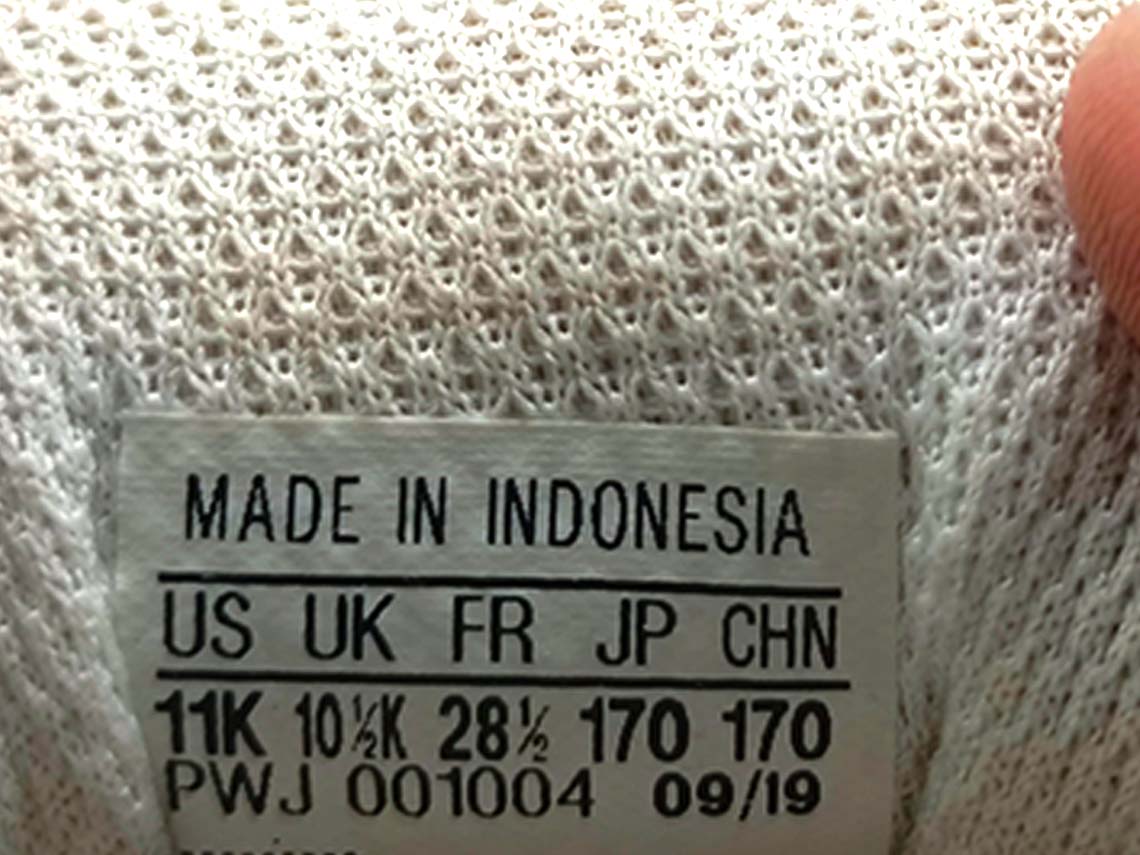 MADE IN INDONESIA
US UK FR JP CHN
11K 10½K 28½ 170 170
PWJ 001004 09/19